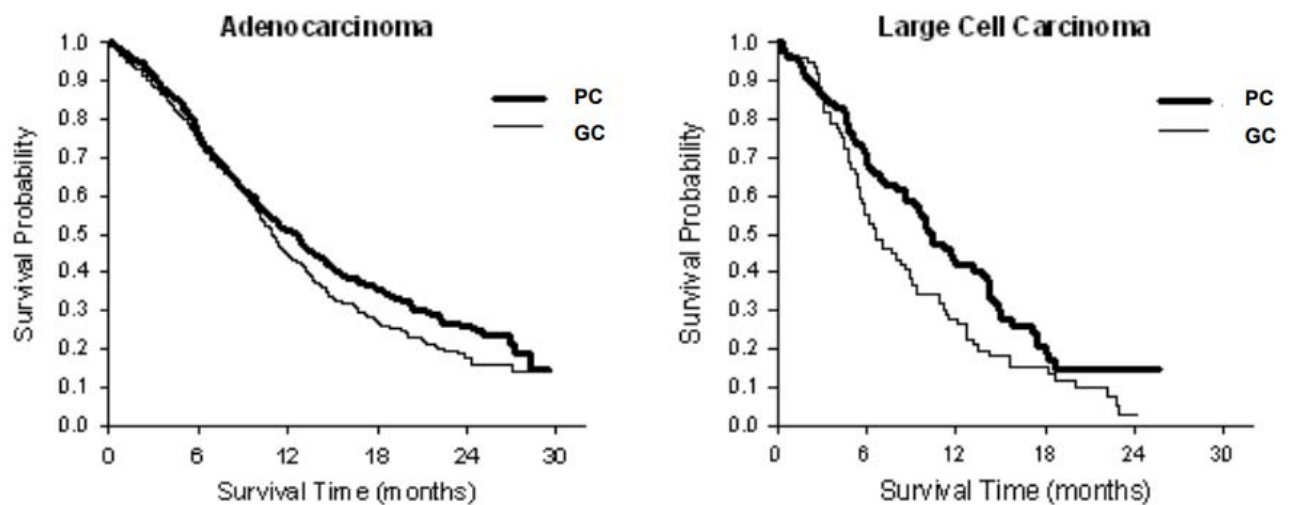 Adenocarcinoma
1.0
0.9
0.8
0.7
0.6
0.5
0.4
0.3
0.2
0.1
0.0
Survival Probability
PC
GC
0 6 12 18 24 30
Survival Time (months)
Large Cell Carcinoma
1.0
0.9
0.8
0.7
0.6
0.5
0.4
0.3
0.2
0.1
0.0
Survival Probability
PC
GC
0 6 12 18 24 30
Survival Time (months)